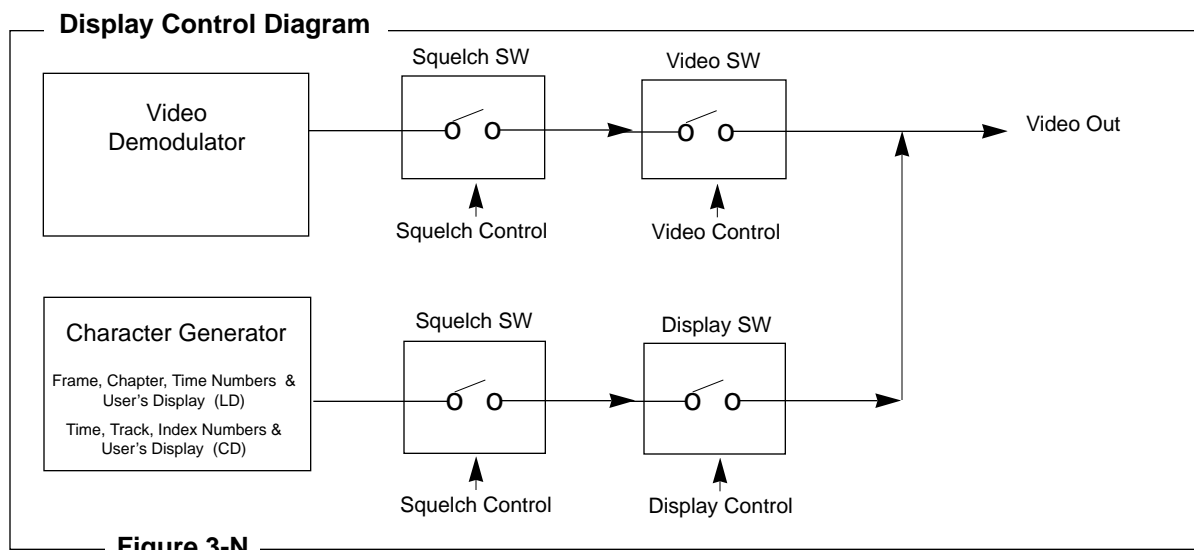 Display Control Diagram
Squelch SW
Video SW
Video
Demodulator
Video Out
Squelch Control
Video Control
Squelch SW
Display SW
Character Generator
Frame, Chapter, Time Numbers &
User's Display (LD)
Time, Track, Index Numbers &
User's Display (CD)
Squelch Control
Display Control
Figure 3-N